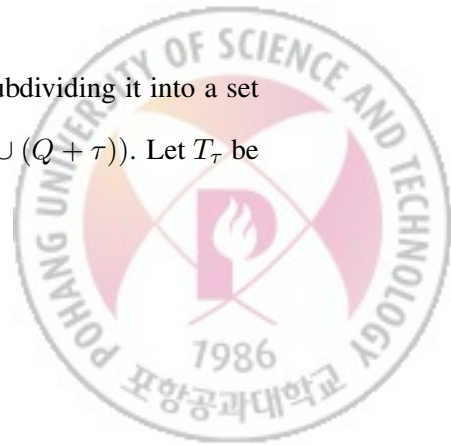 ubdividing it into a set
∪ (Q + τ)). Let T_τ be
POHANG UNIVERSITY OF SCIENCE AND TECHNOLOGY
1986
포항공과대학교